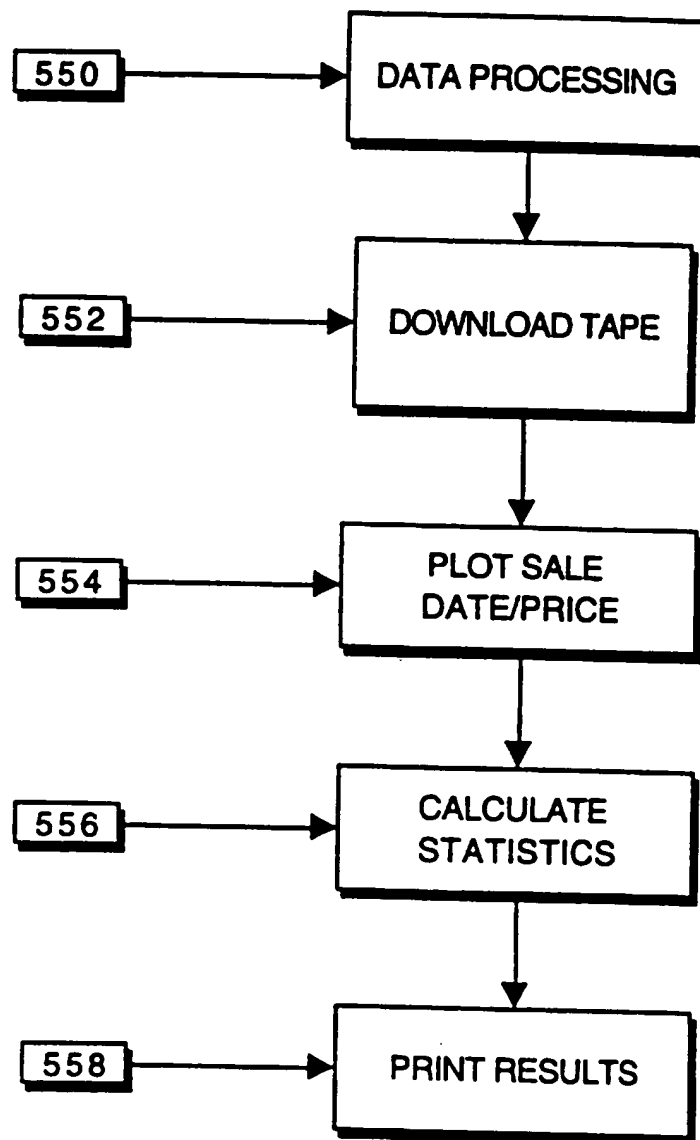 550
DATA PROCESSING
552
DOWNLOAD TAPE
554
PLOT SALE
DATE/PRICE
556
CALCULATE
STATISTICS
558
PRINT RESULTS